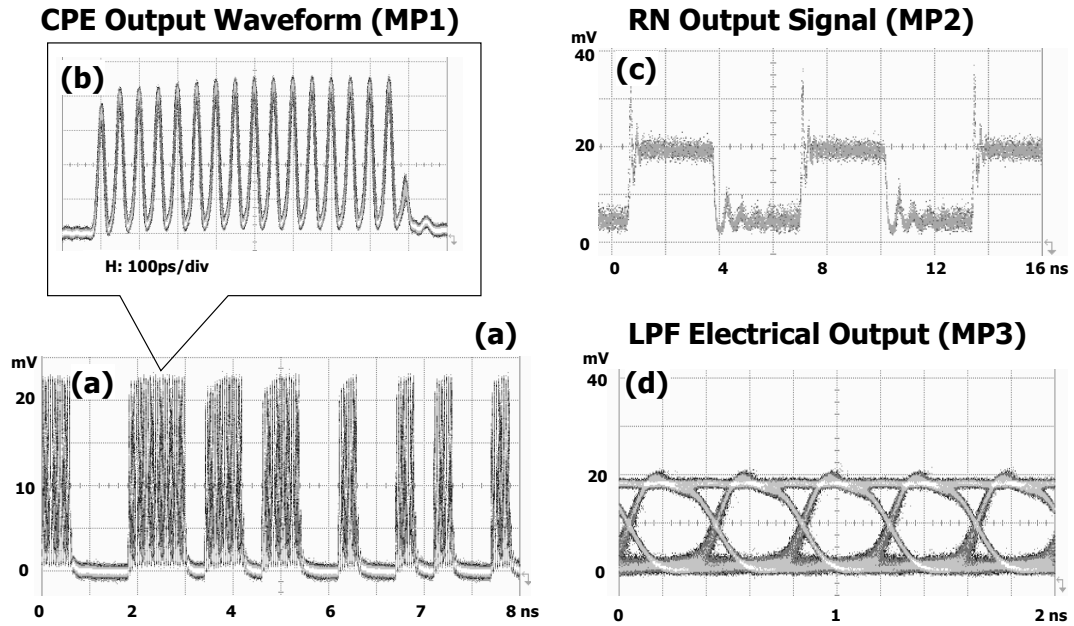 CPE Output Waveform (MP1)
(b)
H: 100ps/div
(a)
mV
(a)
20
10
0
0 2 4 6 7 8 ns
RN Output Signal (MP2)
mV
(c)
40
20
0
0 4 8 12 16 ns
LPF Electrical Output (MP3)
mV
(d)
40
20
0
0 1 2 ns